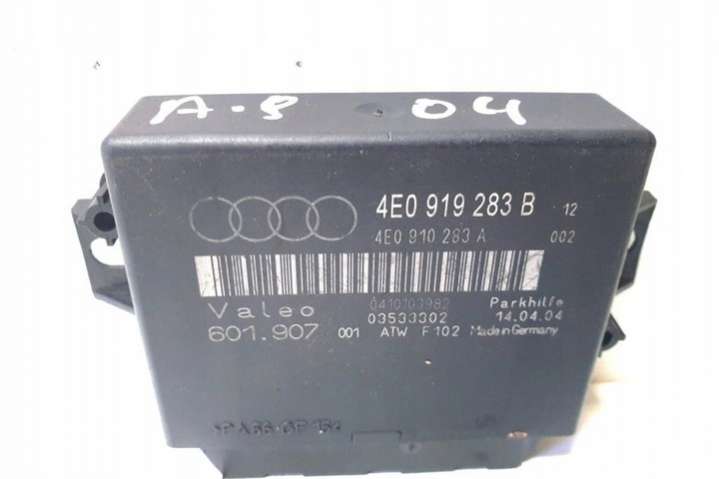 A-8 04
4E0 919 283 B 12
4E0 910 283 A 002
Valeo 0410103982 Parkhilfe
601.907 03533302 14.04.04
001 ATW F102 Made in Germany